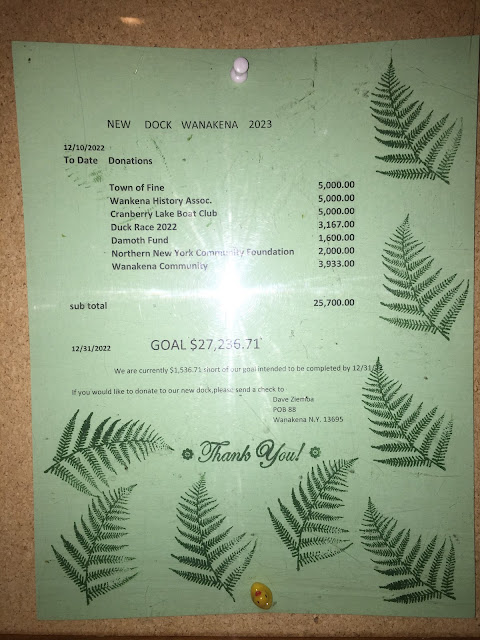 NEW DOCK WANAKENA 2023
12/10/2022
To Date Donations
Town of Fine 5,000.00
Wankena History Assoc. 5,000.00
Cranberry Lake Boat Club 5,000.00
Duck Race 2022 3,167.00
Damoth Fund 1,600.00
Northern New York Community Foundation 2,000.00
Wanakena Community 3,933.00
sub total 25,700.00
12/31/2022 GOAL $27,236.71
We are currently $1,536.71 short of our goal intended to be completed by 12/31/22
If you would like to donate to our new dock,please send a check to
Dave Ziemba
POB 88
Wanakena N.Y. 13695
Thank You!